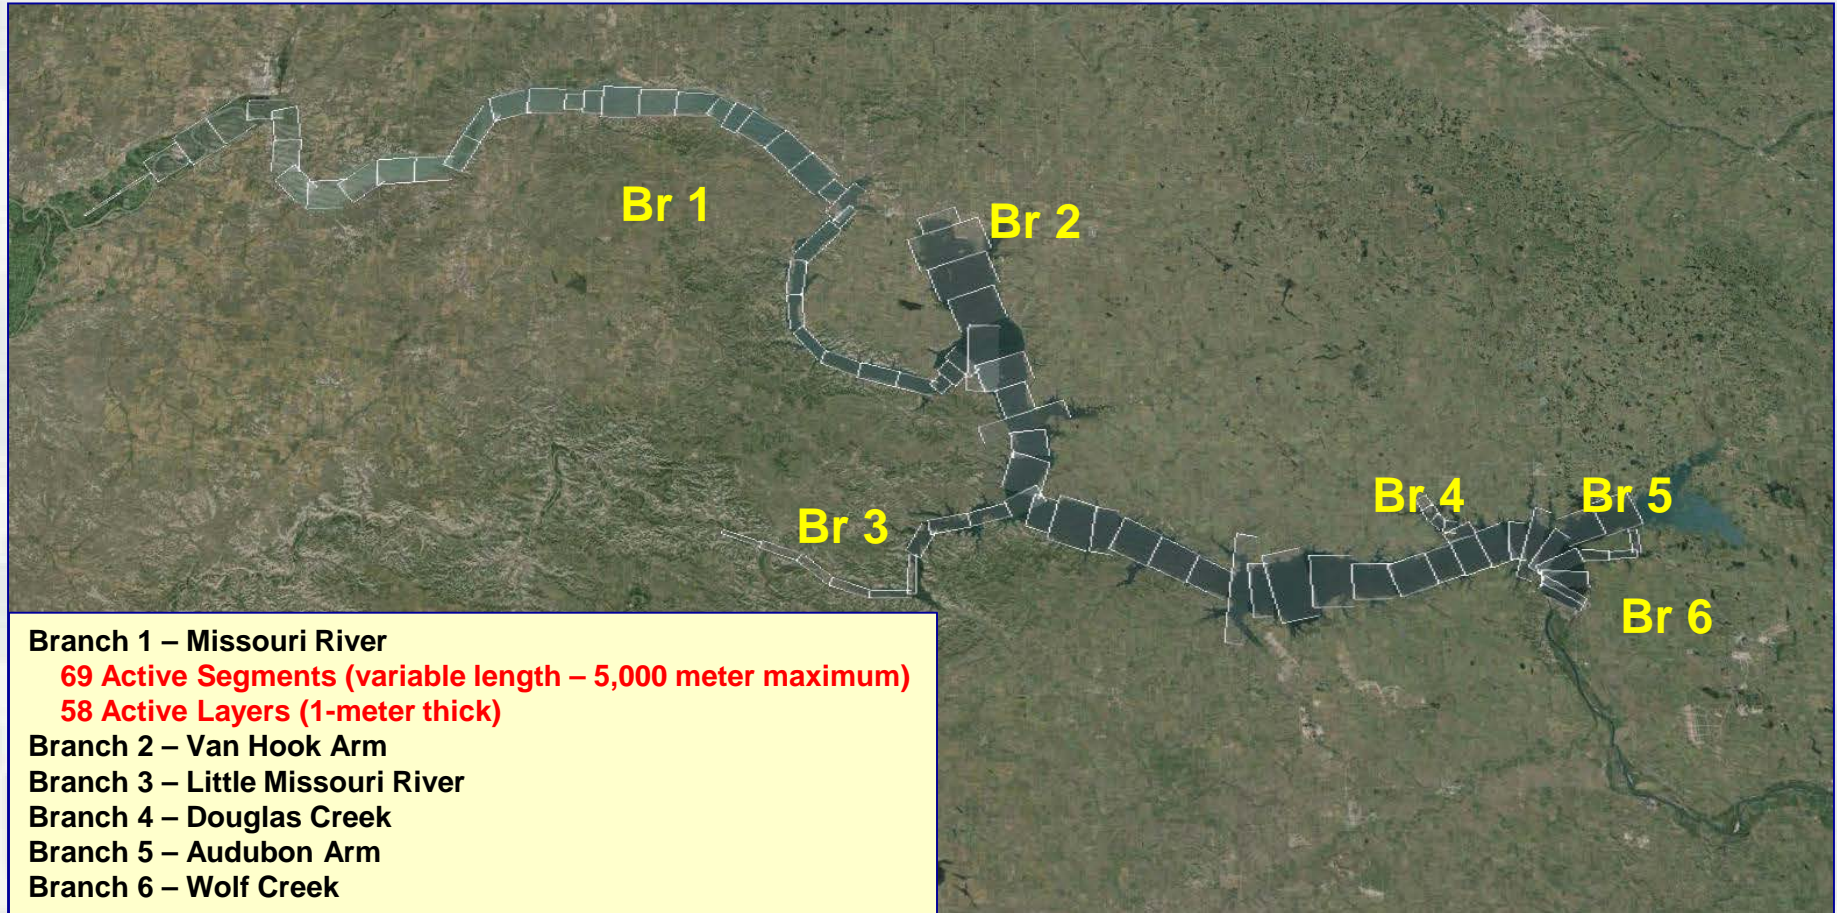 Br 1
Br 2
Br 3
Br 4
Br 5
Br 6
Branch 1 – Missouri River
69 Active Segments (variable length – 5,000 meter maximum)
58 Active Layers (1-meter thick)
Branch 2 – Van Hook Arm
Branch 3 – Little Missouri River
Branch 4 – Douglas Creek
Branch 5 – Audubon Arm
Branch 6 – Wolf Creek